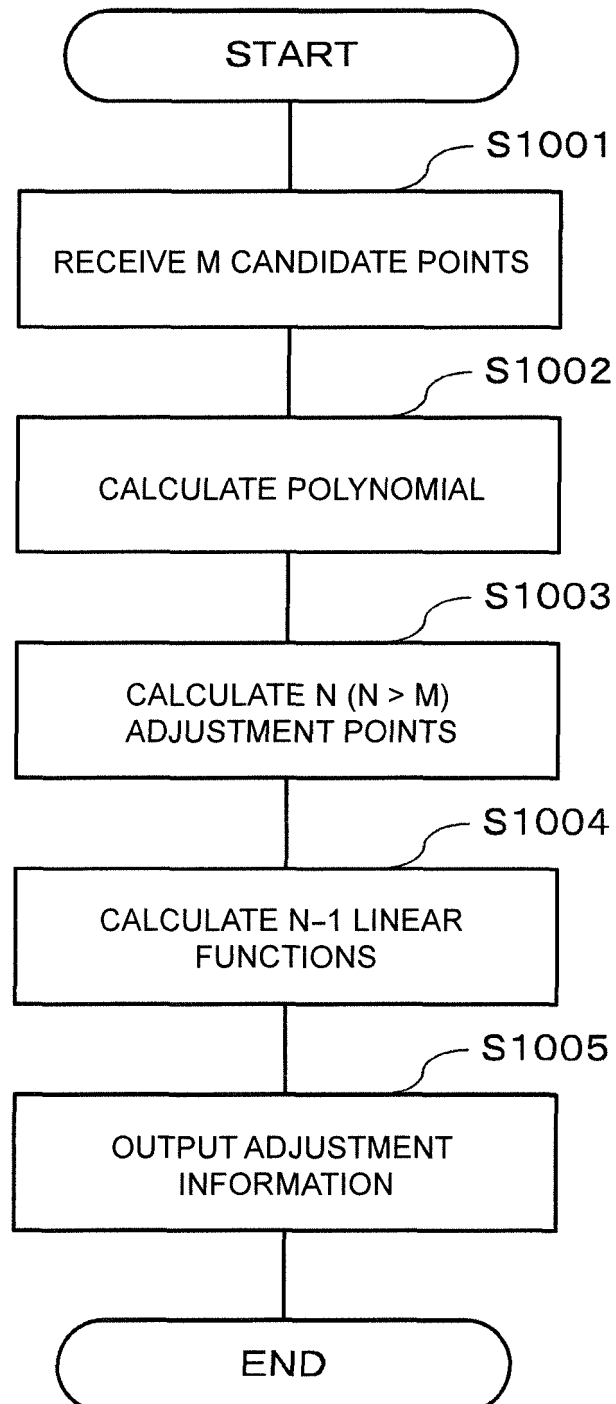 START
S1001
RECEIVE M CANDIDATE POINTS
S1002
CALCULATE POLYNOMIAL
S1003
CALCULATE N (N > M)
ADJUSTMENT POINTS
S1004
CALCULATE N–1 LINEAR
FUNCTIONS
S1005
OUTPUT ADJUSTMENT
INFORMATION
END